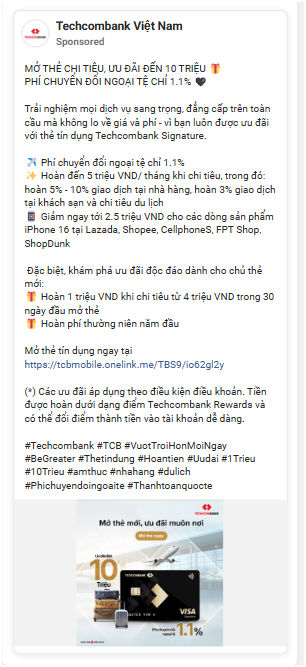 Techcombank Việt Nam
Sponsored
MỞ THẺ CHI TIÊU, ƯU ĐÃI ĐẾN 10 TRIỆU 🎁
PHÍ CHUYỂN ĐỔI NGOẠI TỆ CHỈ 1.1% 🖤
Trải nghiệm mọi dịch vụ sang trọng, đẳng cấp trên toàn
cầu mà không lo về giá và phí - vì bạn luôn được ưu đãi
với thẻ tín dụng Techcombank Signature.
✈️ Phí chuyển đổi ngoại tệ chỉ 1.1%
✨ Hoàn đến 5 triệu VND/ tháng khi chi tiêu, trong đó:
hoàn 5% - 10% giao dịch tại nhà hàng, hoàn 3% giao dịch
tại khách sạn và chi tiêu du lịch
📱 Giảm ngay tới 2.5 triệu VND cho các dòng sản phẩm
iPhone 16 tại Lazada, Shopee, CellphoneS, FPT Shop,
ShopDunk
Đặc biệt, khám phá ưu đãi độc đáo dành cho chủ thẻ
mới:
🎁 Hoàn 1 triệu VND khi chi tiêu từ 4 triệu VND trong 30
ngày đầu mở thẻ
🎁 Hoàn phí thường niên năm đầu
Mở thẻ tín dụng ngay tại
https://tcbmobile.onelink.me/TBS9/io62gl2y
(*) Các ưu đãi áp dụng theo điều kiện điều khoản. Tiền
được hoàn dưới dạng điểm Techcombank Rewards và
có thể đổi điểm thành tiền vào tài khoản dễ dàng.
#Techcombank #TCB #VuotTroiHonMoiNgay
#BeGreater #Thetindung #Hoantien #Uudai #1Trieu
#10Trieu #amthuc #nhahang #dulich
#Phichuyendoingoaite #Thanhtoanquocte
TECHCOMBANK
Mở thẻ mới, ưu đãi muôn nơi
Mở thẻ ngay
Ưu đãi đến
10
Triệu
TECHCOMBANK
VISA
Phí chuyển đổi ngoại tệ
chỉ 1.1%